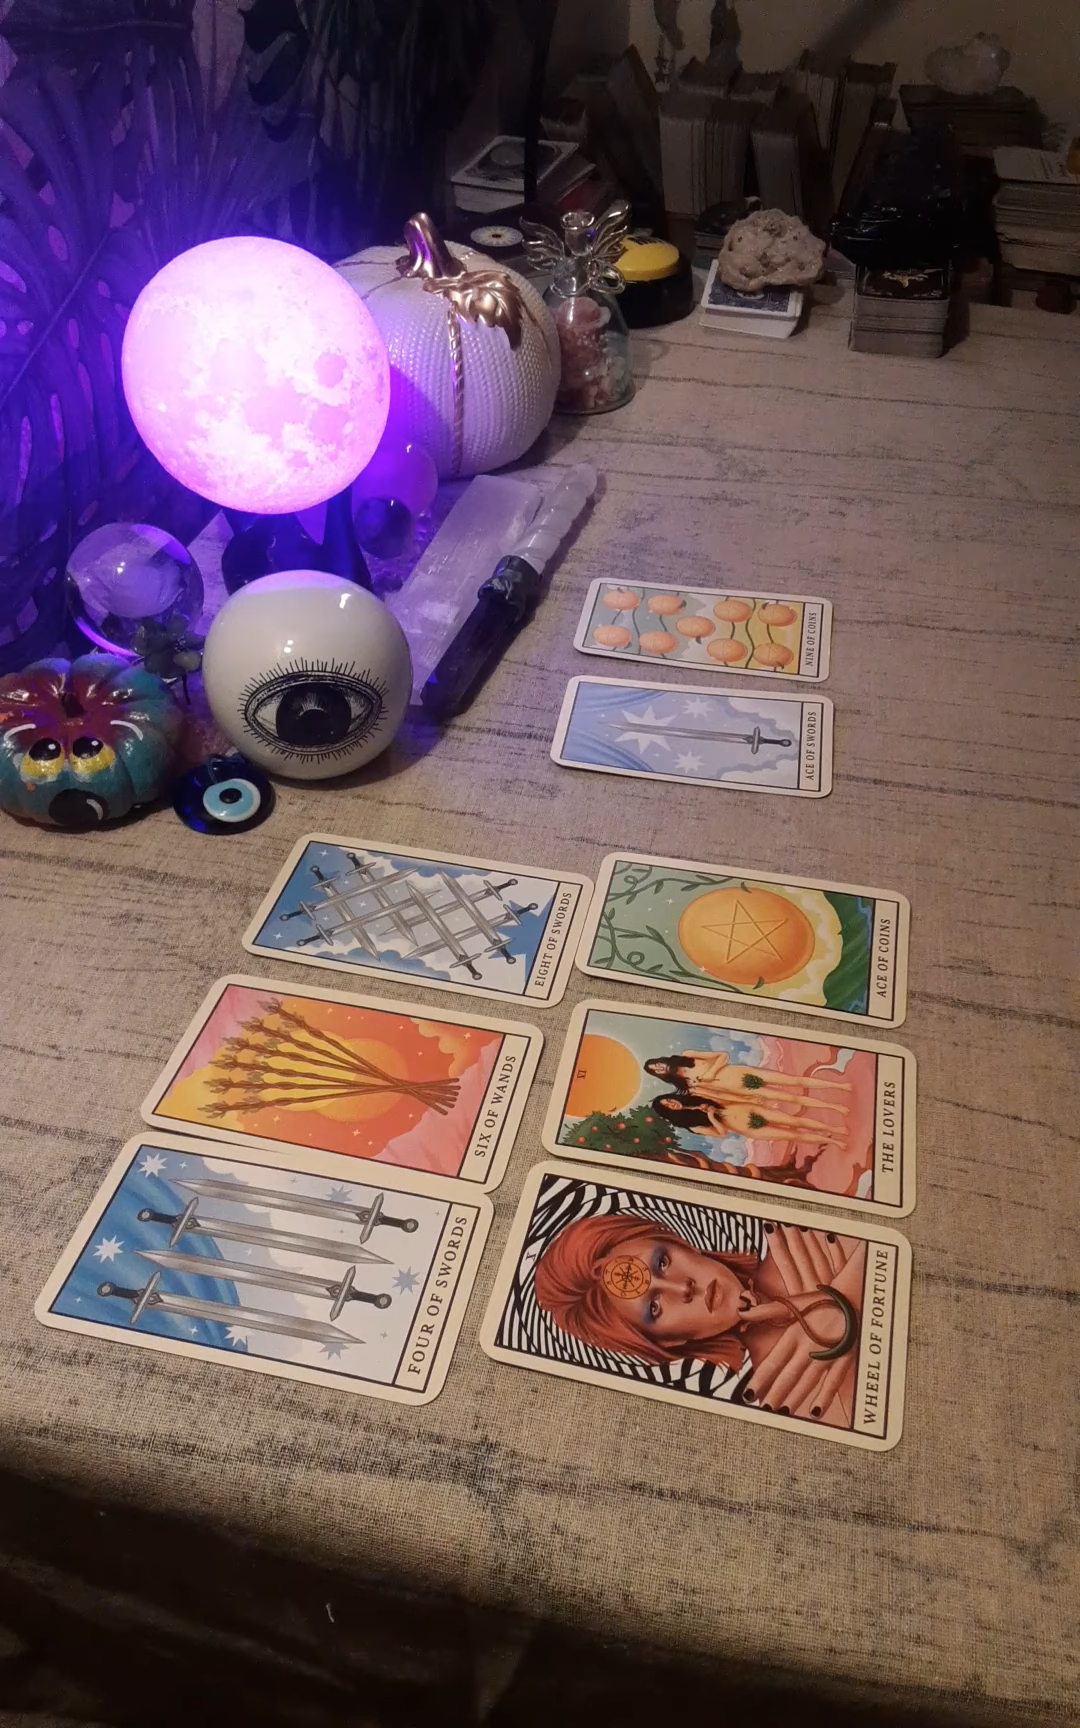 NINE OF COINS
ACE OF SWORDS
EIGHT OF SWORDS
ACE OF COINS
SIX OF WANDS
VI
THE LOVERS
FOUR OF SWORDS
WHEEL OF FORTUNE